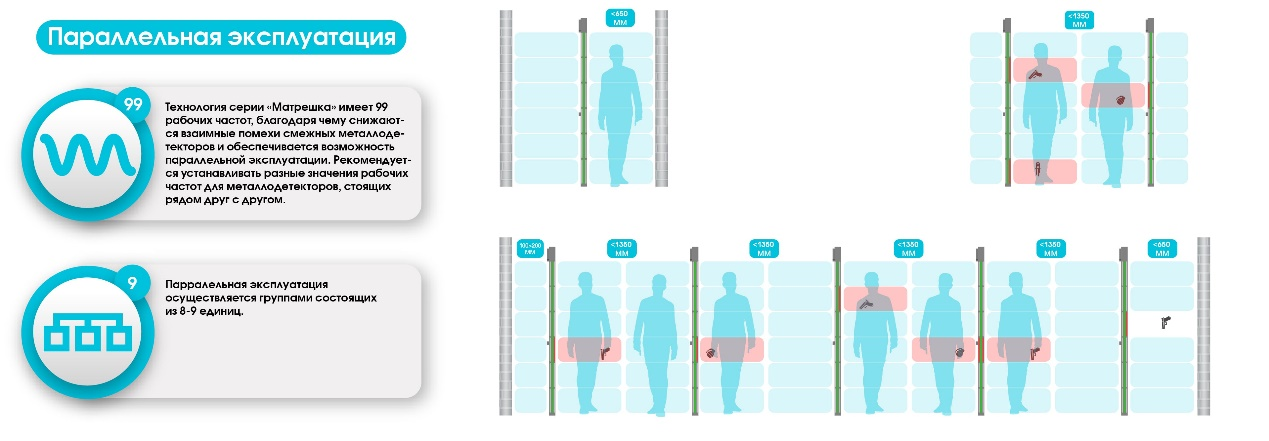 Параллельная эксплуатация
99
Технология серии «Матрешка» имеет 99
рабочих частот, благодаря чему снижают-
ся взаимные помехи смежных металлоде-
текторов и обеспечивается возможность
параллельной эксплуатации. Рекомендует-
ся устанавливать разные значения рабочих
частот для металлодетекторов, стоящих
рядом друг с другом.
9
Парралельная эксплуатация
осуществляется группами состоящих
из 8-9 единиц.
<650
ММ
<1350
ММ
100>200
ММ
<1350
ММ
<1350
ММ
<1350
ММ
<1350
ММ
<650
ММ